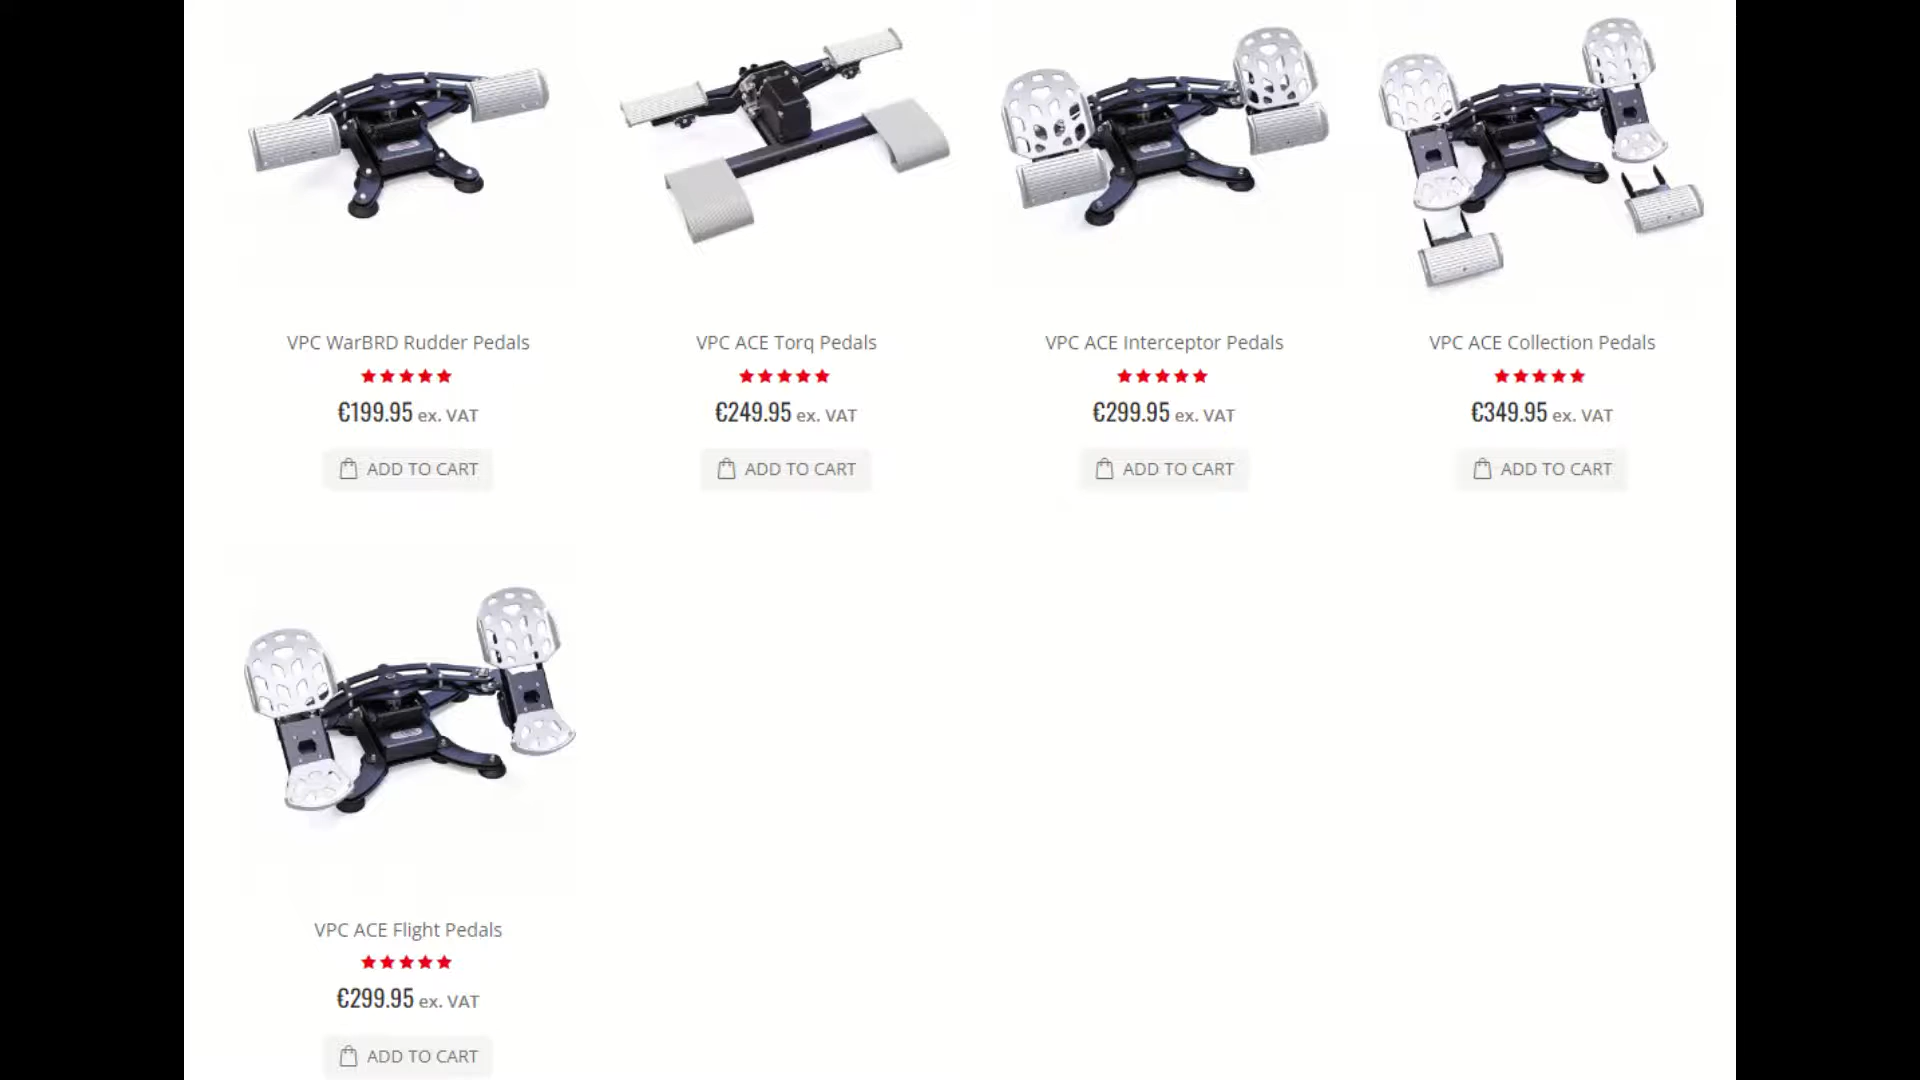 VPC WarBRD Rudder Pedals
€199.95 ex. VAT
ADD TO CART
VPC ACE Torq Pedals
€249.95 ex. VAT
ADD TO CART
VPC ACE Interceptor Pedals
€299.95 ex. VAT
ADD TO CART
VPC ACE Collection Pedals
€349.95 ex. VAT
ADD TO CART
VPC ACE Flight Pedals
€299.95 ex. VAT
ADD TO CART